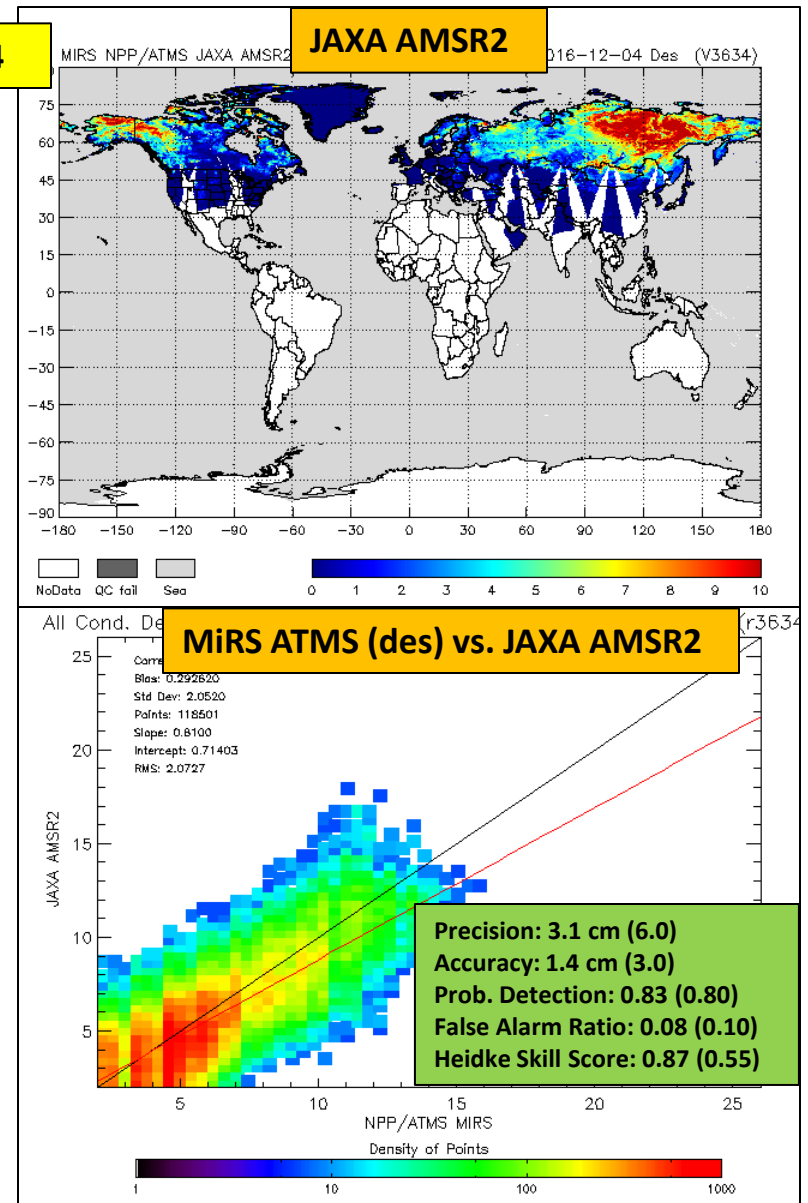 4
MIRS NPP/ATMS JAXA AMSR2
JAXA AMSR2
016-12-04 Des (V3634)
75
60
45
30
15
0
-15
-30
-45
-60
-75
-90
-180 -150 -120 -90 -60 -30 0 30 60 90 120 150 180
NoData QC fail Sea
0 1 2 3 4 5 6 7 8 9 10
All Cond. De
MiRS ATMS (des) vs. JAXA AMSR2
(r3634
Corre
Bias: 0.292620
Std Dev: 2.0520
Points: 118501
Slope: 0.8100
Intercept: 0.71403
RMS: 2.0727
25
20
15
10
5
JAXA AMSR2
Precision: 3.1 cm (6.0)
Accuracy: 1.4 cm (3.0)
Prob. Detection: 0.83 (0.80)
False Alarm Ratio: 0.08 (0.10)
Heidke Skill Score: 0.87 (0.55)
5 10 15 20 25
NPP/ATMS MIRS
Density of Points
1 10 100 1000